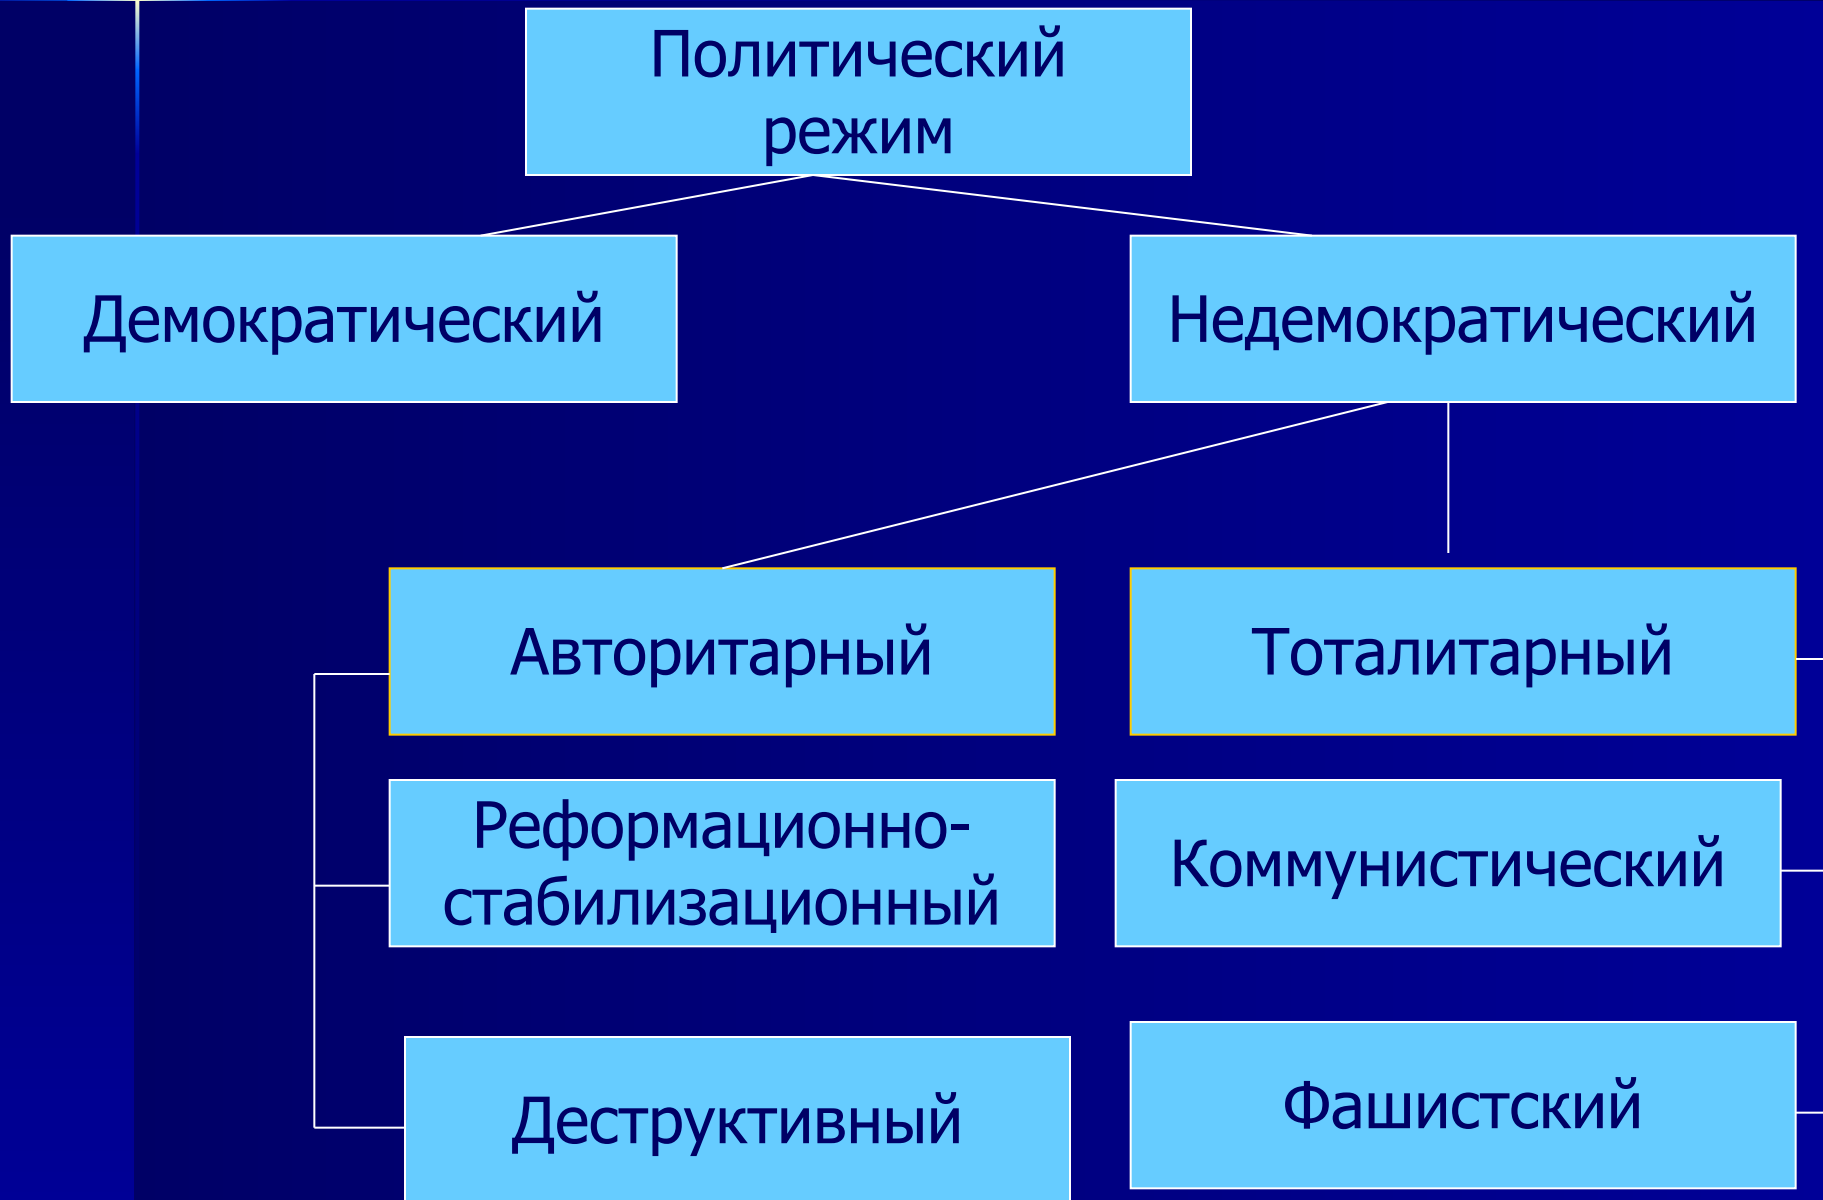 Политический
режим
Демократический
Недемократический
Авторитарный
Тоталитарный
Реформационно-
стабилизационный
Коммунистический
Деструктивный
Фашистский